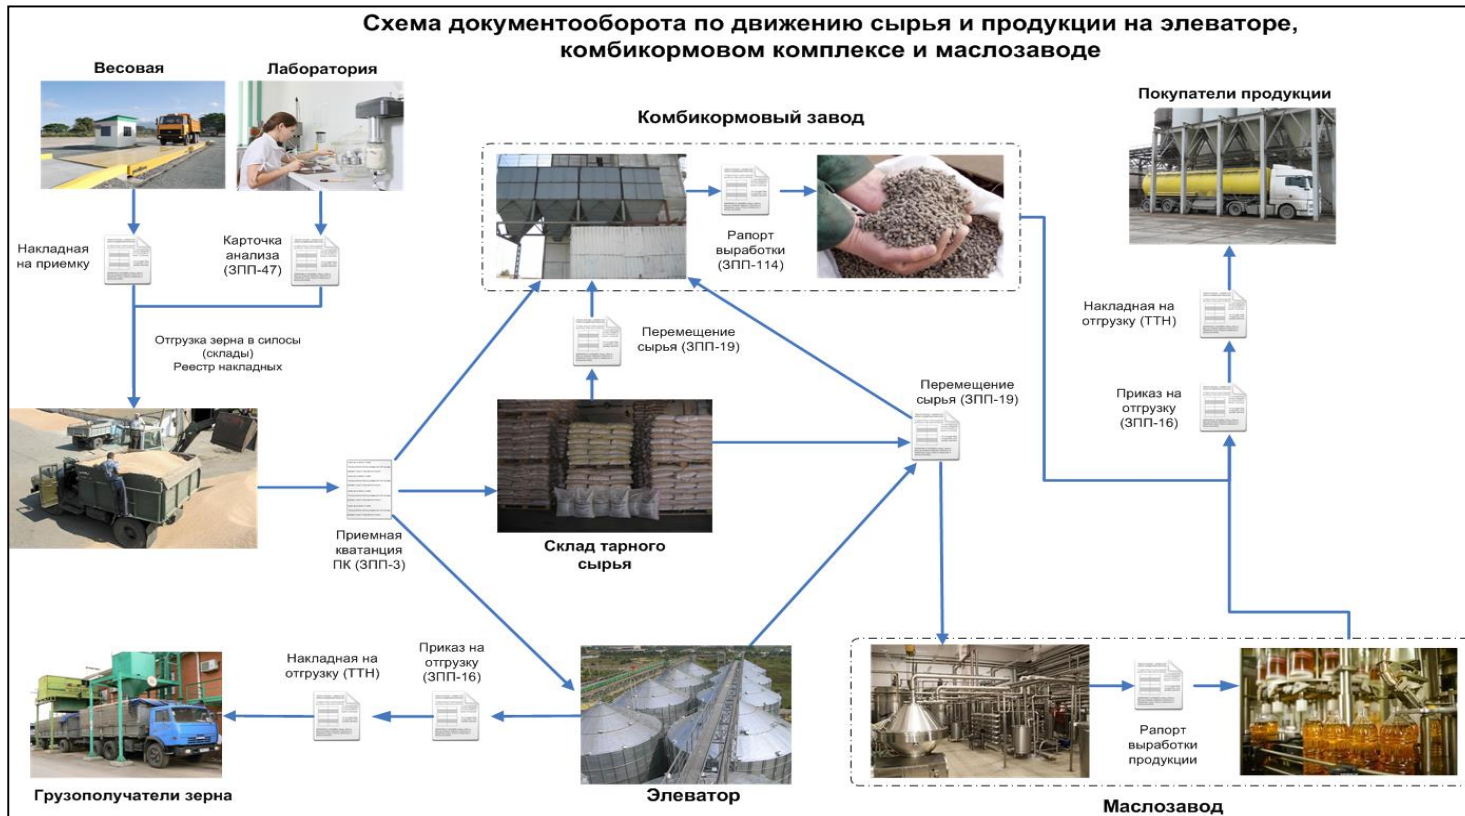 Схема документооборота по движению сырья и продукции на элеваторе,
комбикормовом комплексе и маслозаводе
Весовая
Лаборатория
Комбикормовый завод
Покупатели продукции
Накладная
на приемку
Карточка
анализа
(ЗПП-47)
Рапорт
выработки
(ЗПП-114)
Накладная на
отгрузку (ТТН)
Отгрузка зерна в силосы
(склады)
Реестр накладных
Перемещение
сырья (ЗПП-19)
Перемещение
сырья (ЗПП-19)
Приказ на
отгрузку
(ЗПП-16)
Приемная
кватанция
ПК (ЗПП-3)
Склад тарного
сырья
Накладная на
отгрузку (ТТН)
Приказ на
отгрузку
(ЗПП-16)
Рапорт
выработки
продукции
Грузополучатели зерна
Элеватор
Маслозавод